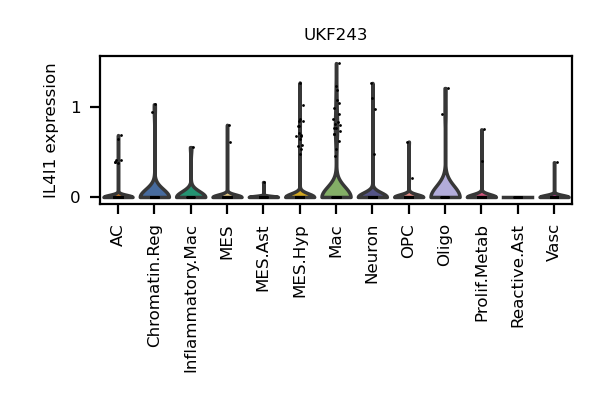 UKF243
IL4I1 expression
1
0
AC
Chromatin.Reg
Inflammatory.Mac
MES
MES.Ast
MES.Hyp
Mac
Neuron
OPC
Oligo
Prolif.Metab
Reactive.Ast
Vasc